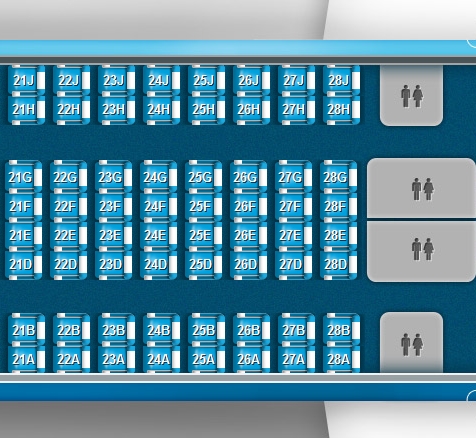 21J 22J 23J 24J 25J 26J 27J 28J
21H 22H 23H 24H 25H 26H 27H 28H
21G 22G 23G 24G 25G 26G 27G 28G
21F 22F 23F 24F 25F 26F 27F 28F
21E 22E 23E 24E 25E 26E 27E 28E
21D 22D 23D 24D 25D 26D 27D 28D
21B 22B 23B 24B 25B 26B 27B 28B
21A 22A 23A 24A 25A 26A 27A 28A